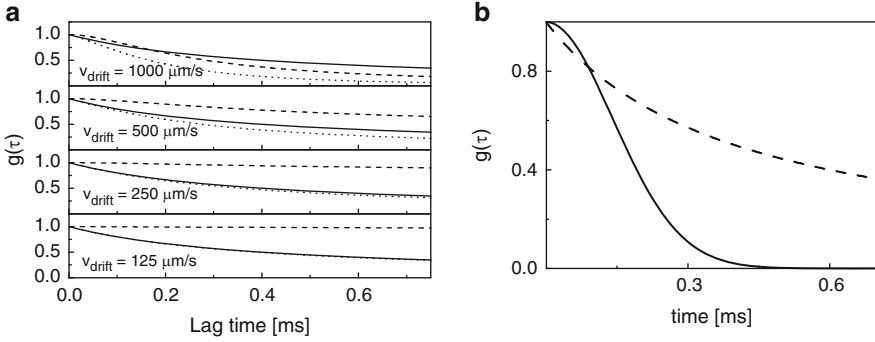 a
1.0
0.5
v_drift = 1000 μm/s
1.0
0.5
v_drift = 500 μm/s
1.0
0.5
v_drift = 250 μm/s
1.0
0.5
0.0
v_drift = 125 μm/s
g(τ)
0.0 0.2 0.4 0.6
Lag time [ms]
b
0.8
0.4
0.0
g(τ)
0.3 0.6
time [ms]